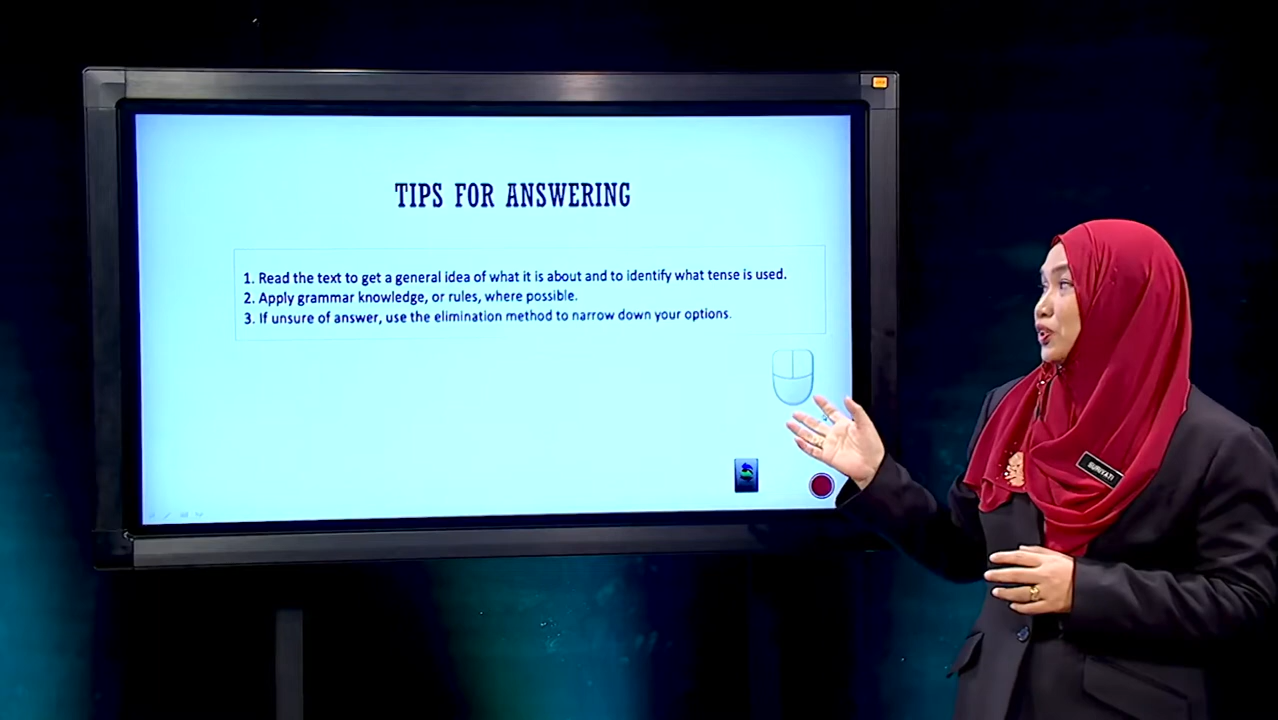 TIPS FOR ANSWERING
1. Read the text to get a general idea of what it is about and to identify what tense is used.
2. Apply grammar knowledge, or rules, where possible.
3. If unsure of answer, use the elimination method to narrow down your options.
SURIYATI